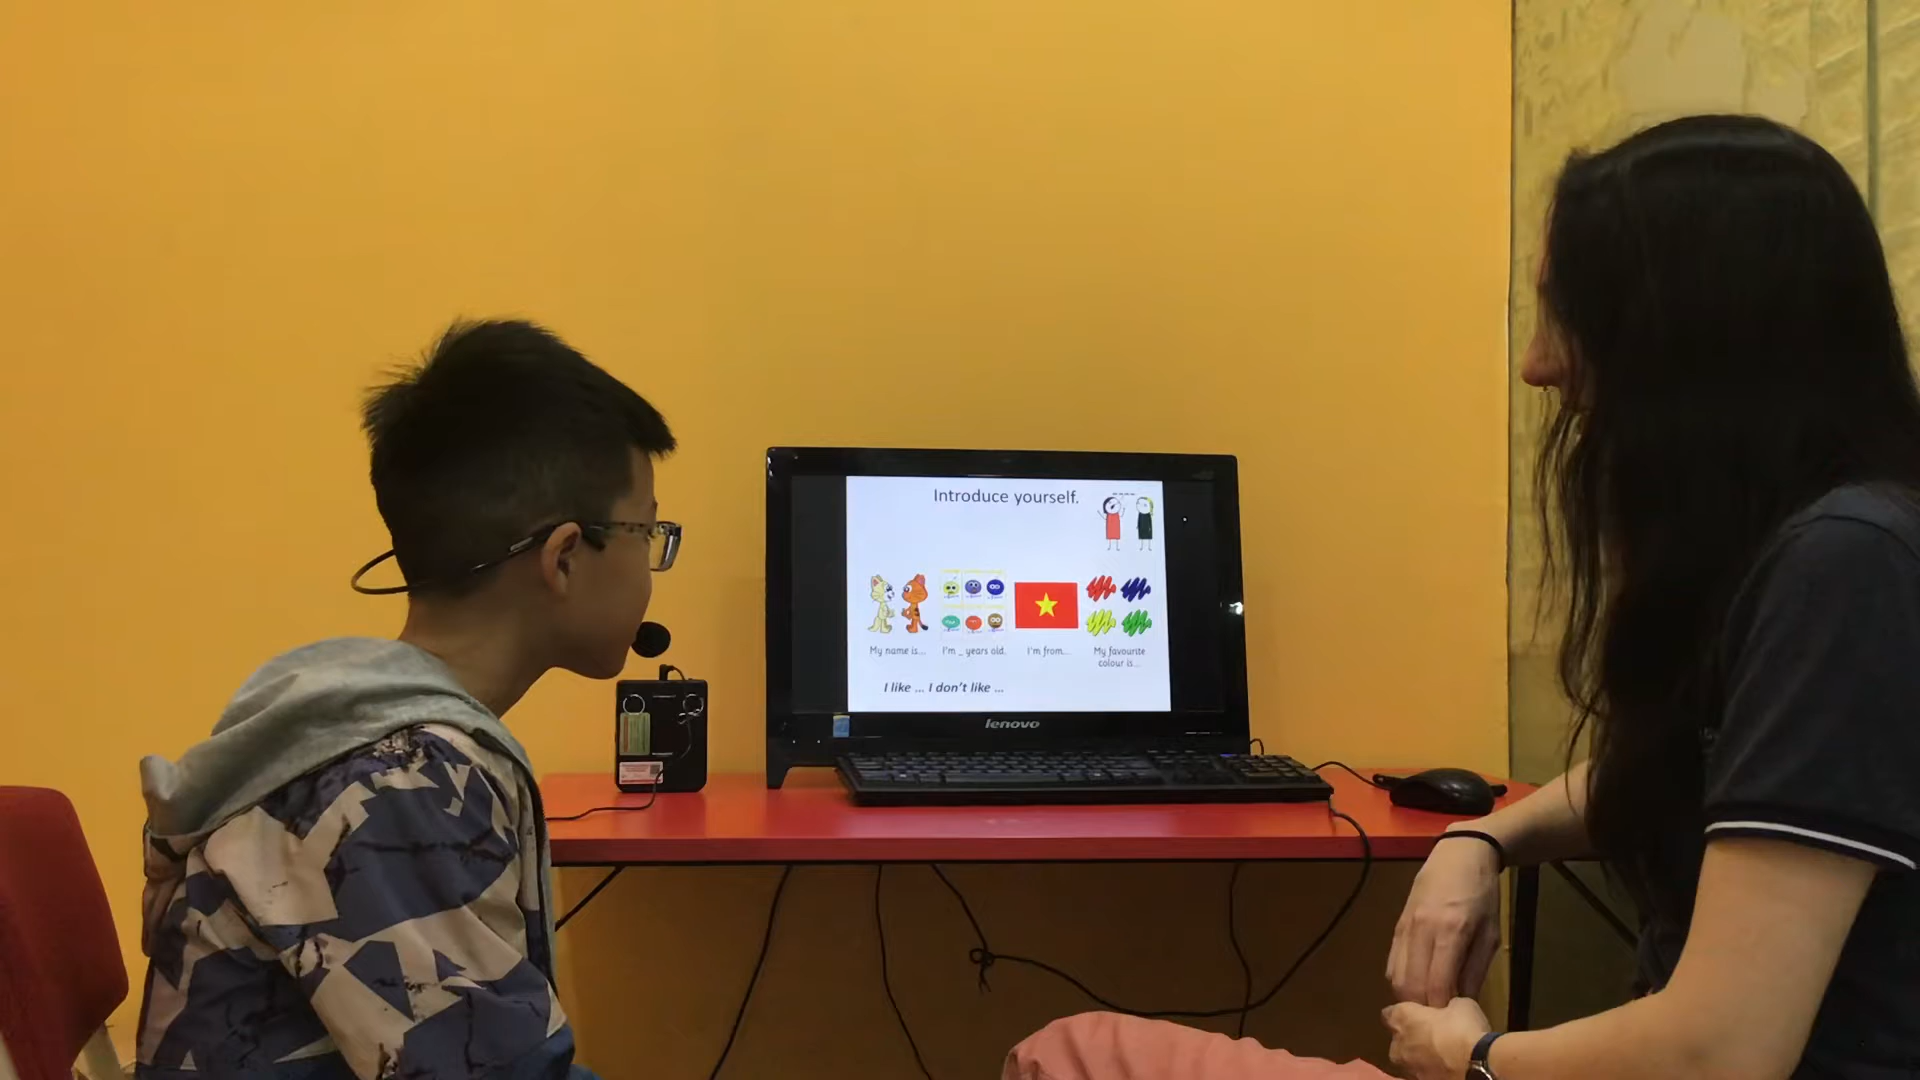 Introduce yourself.
My name is...
I'm _ years old.
I'm from...
My favourite
colour is...
I like ... I don't like ...
lenovo